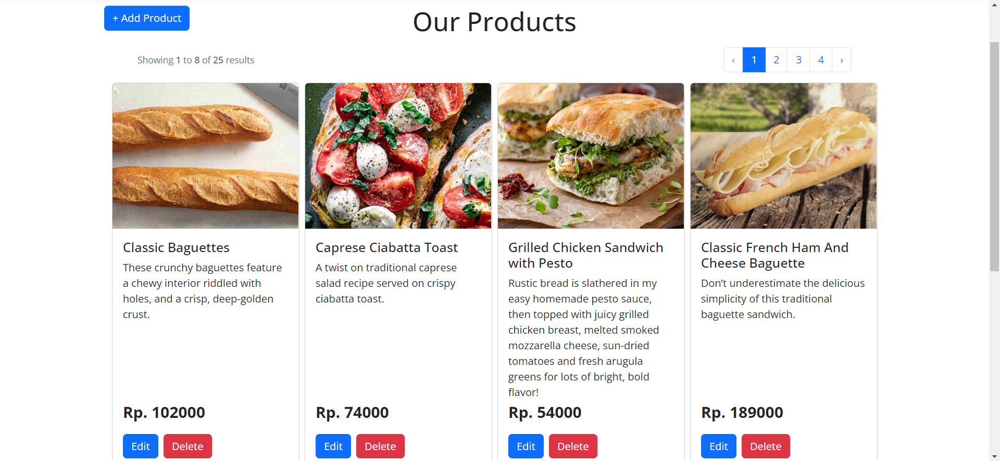 + Add Product
Our Products
Showing 1 to 8 of 25 results
‹ 1 2 3 4 ›
Classic Baguettes
These crunchy baguettes feature
a chewy interior riddled with
holes, and a crisp, deep-golden
crust.
Rp. 102000
Edit Delete
Caprese Ciabatta Toast
A twist on traditional caprese
salad recipe served on crispy
ciabatta toast.
Rp. 74000
Edit Delete
Grilled Chicken Sandwich
with Pesto
Rustic bread is slathered in my
easy homemade pesto sauce,
then topped with juicy grilled
chicken breast, melted smoked
mozzarella cheese, sun-dried
tomatoes and fresh arugula
greens for lots of bright, bold
flavor!
Rp. 54000
Edit Delete
Classic French Ham And
Cheese Baguette
Don’t underestimate the delicious
simplicity of this traditional
baguette sandwich.
Rp. 189000
Edit Delete